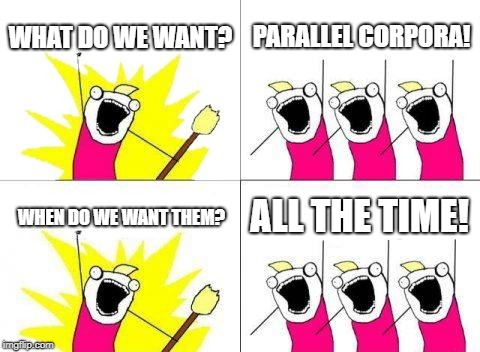 WHAT DO WE WANT?
PARALLEL CORPORA!
WHEN DO WE WANT THEM?
ALL THE TIME!
imgflip.com